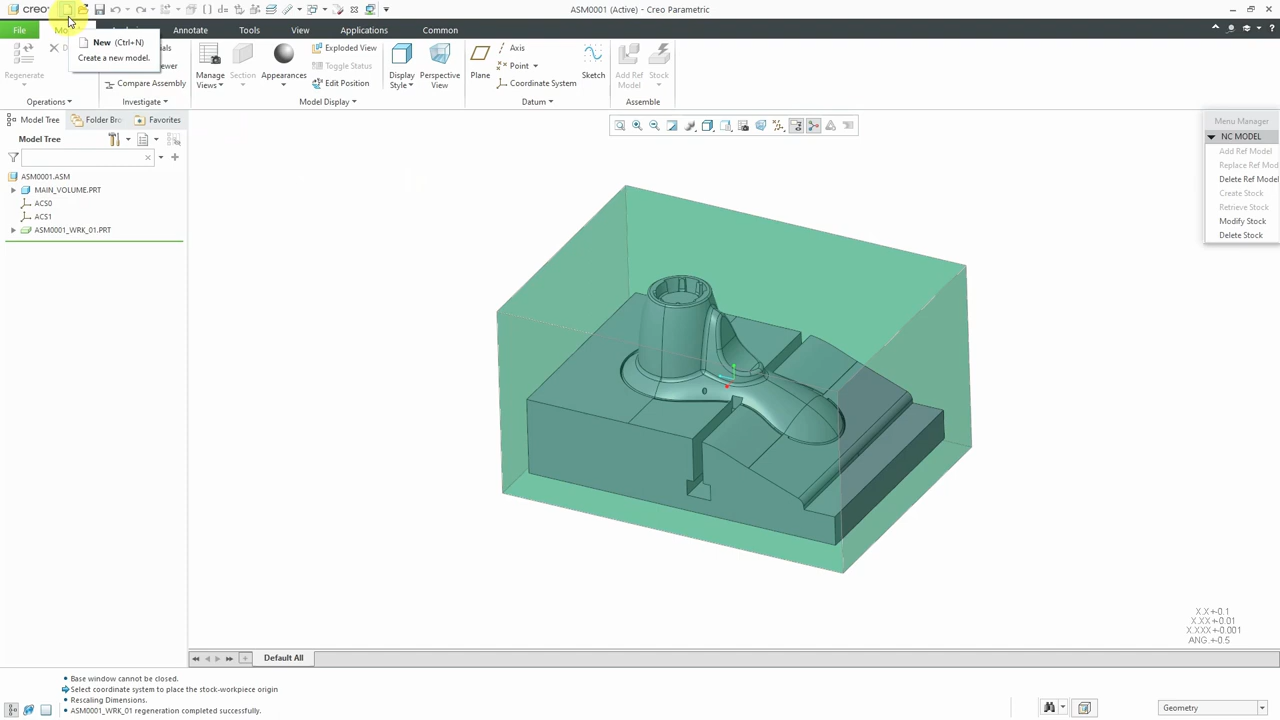 creo
ASM0001 (Active) - Creo Parametric
File
Annotate
Tools
View
Applications
Common
New (Ctrl+N)
Create a new model.
Regenerate
Operations
Compare Assembly
Investigate
Manage Views
Section
Appearances
Exploded View
Toggle Status
Edit Position
Display Style
Perspective View
Model Display
Plane
Axis
Point
Coordinate System
Sketch
Datum
Add Ref Model
Stock
Assemble
Model Tree
Folder Bro
Favorites
Model Tree
ASM0001.ASM
MAIN_VOLUME.PRT
ACS0
ACS1
ASM0001_WRK_01.PRT
Menu Manager
NC MODEL
Add Ref Model
Replace Ref Mod
Delete Ref Model
Create Stock
Retrieve Stock
Modify Stock
Delete Stock
X.X+-0.1
X.XX+-0.01
X.XXX+-0.001
ANG.+-0.5
Default All
Base window cannot be closed.
Select coordinate system to place the stock-workpiece origin
Rescaling Dimensions.
ASM0001_WRK_01 regeneration completed successfully.
Geometry